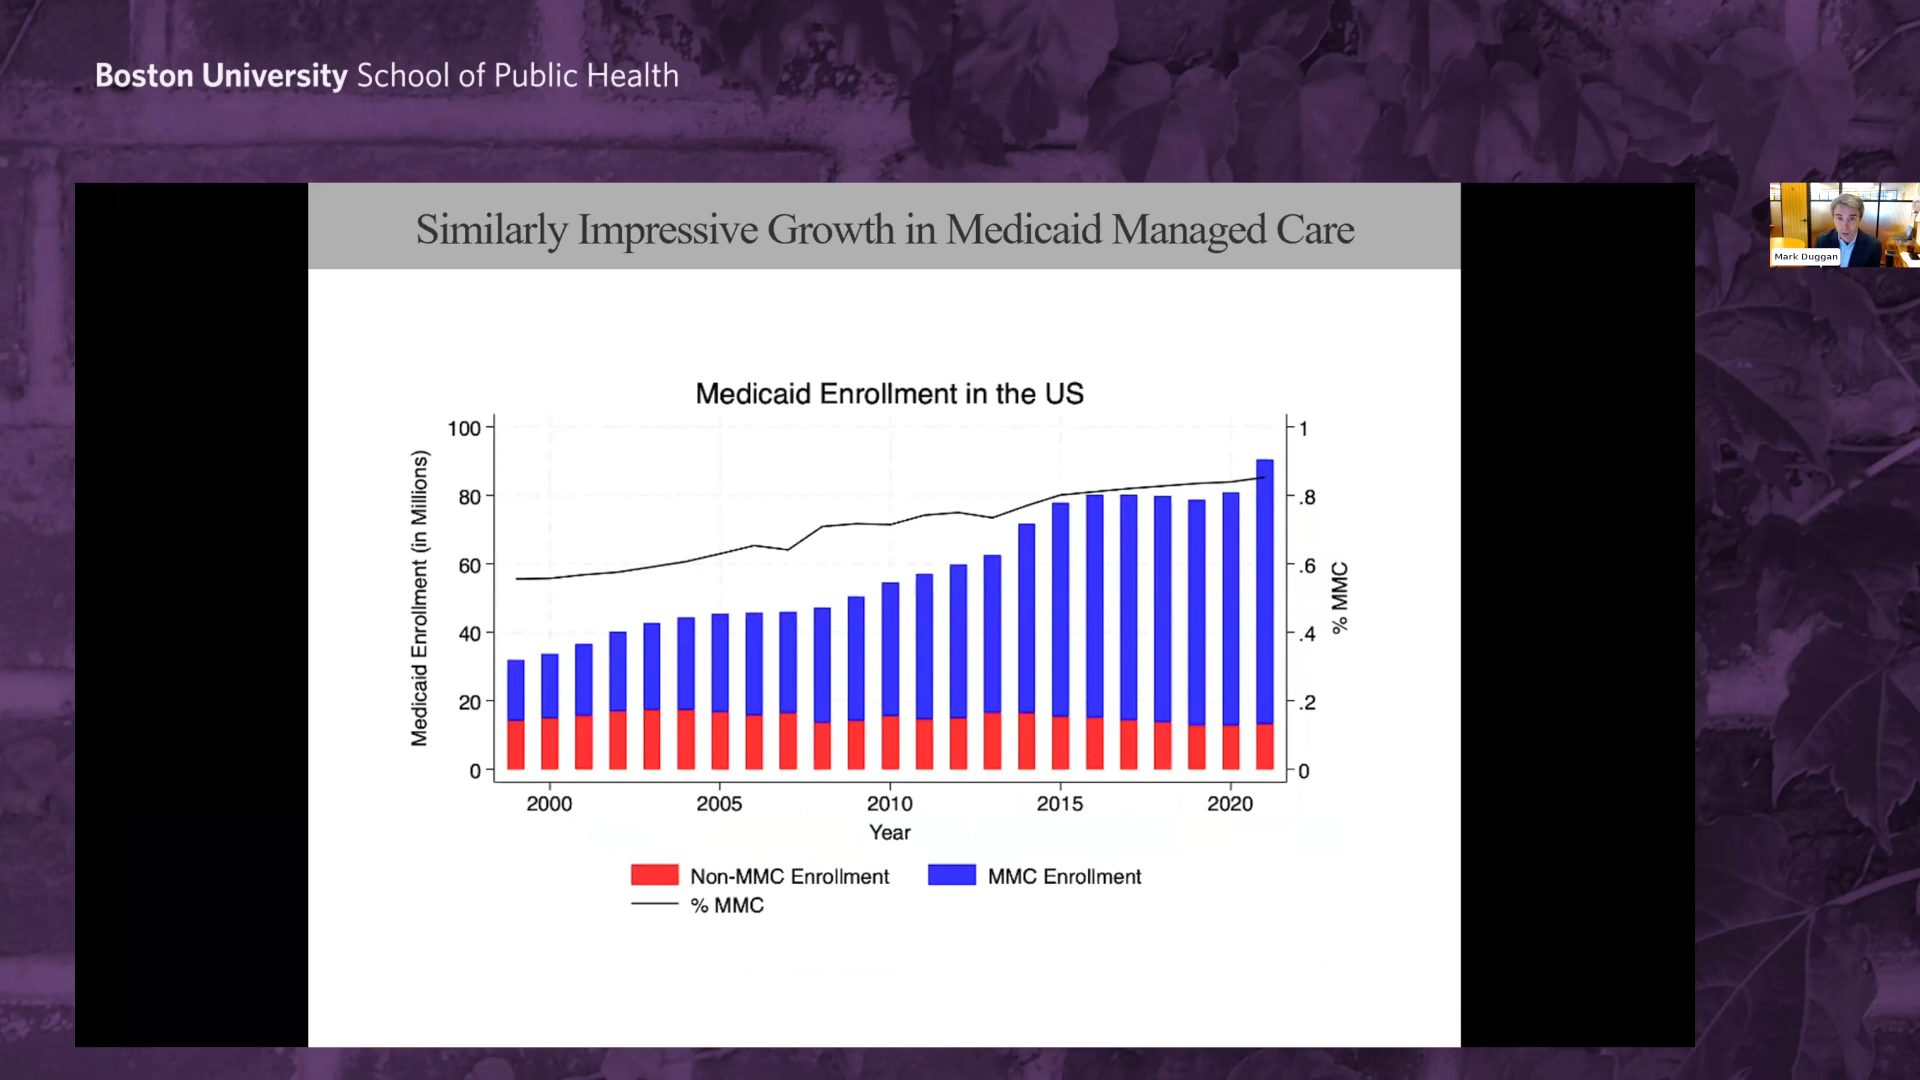 Boston University School of Public Health
Similarly Impressive Growth in Medicaid Managed Care
Mark Duggan
Medicaid Enrollment in the US
Medicaid Enrollment (in Millions)
100
80
60
40
20
0
1
.8
.6
.4
.2
0
% MMC
2000 2005 2010 2015 2020
Year
Non-MMC Enrollment MMC Enrollment
% MMC